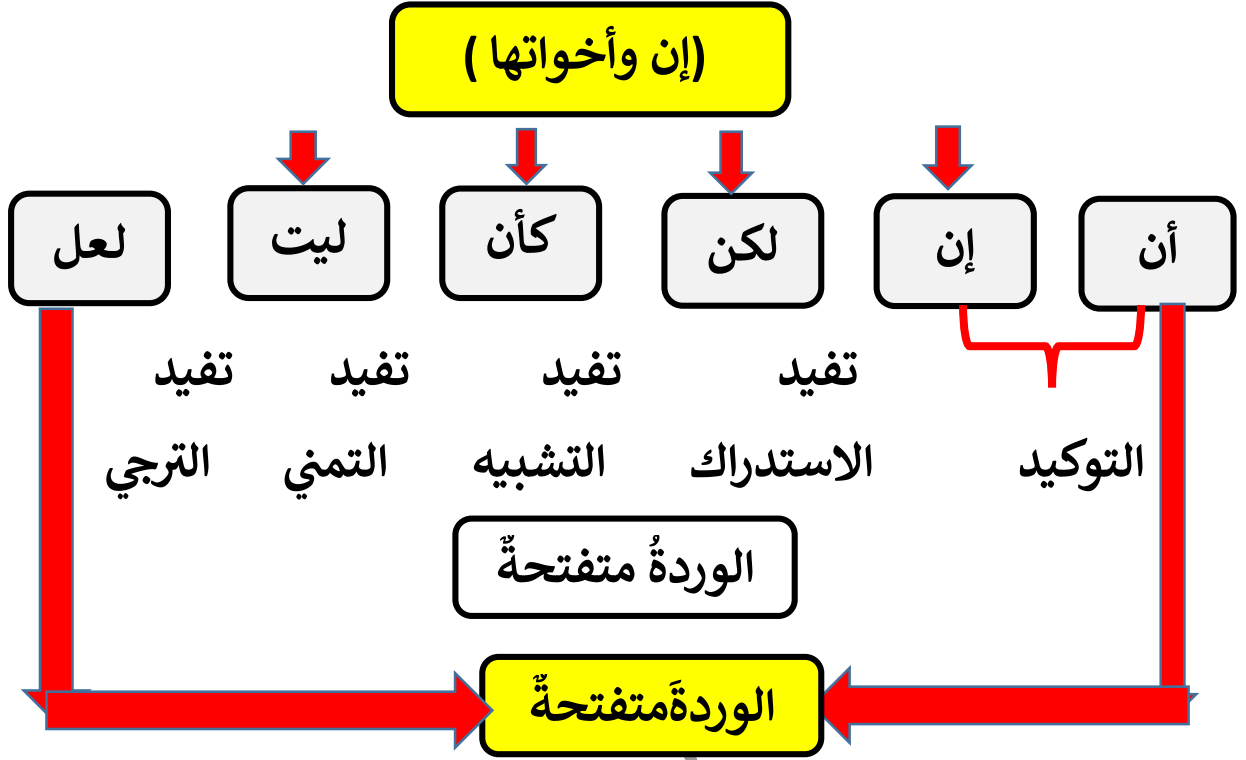 (إن وأخواتها )
أن إن لكن كأن ليت لعل
تفيد تفيد تفيد تفيد
التوكيد الاستدراك التشبيه التمني الترجي
الوردةُ متفتحةٌ
الوردةَمتفتحةٌ